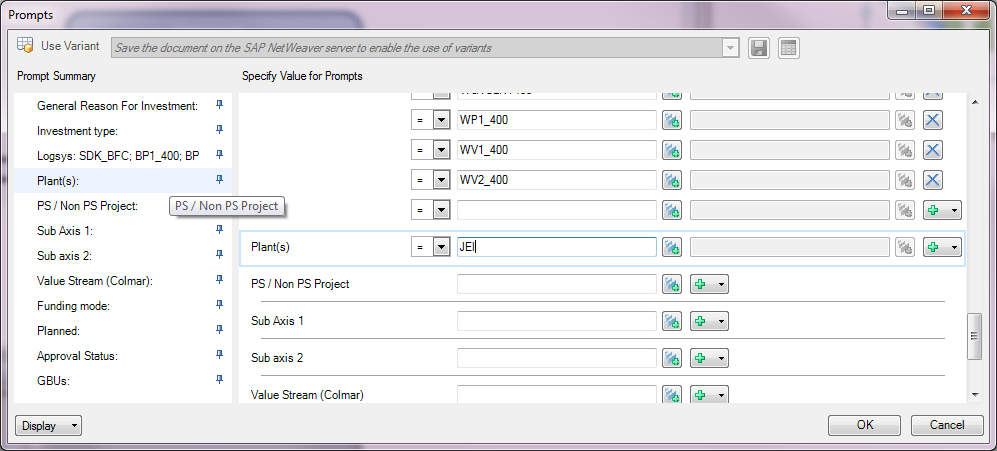 Prompts
Use Variant
Save the document on the SAP NetWeaver server to enable the use of variants
Prompt Summary
Specify Value for Prompts
General Reason For Investment:
Investment type:
Logsys: SDK_BFC; BP1_400; BP
Plant(s):
PS / Non PS Project:
PS / Non PS Project
Sub Axis 1:
Sub axis 2:
Value Stream (Colmar):
Funding mode:
Planned:
Approval Status:
GBUs:
=
= WP1_400
= WV1_400
= WV2_400
=
Plant(s) = JEI
PS / Non PS Project
Sub Axis 1
Sub axis 2
Value Stream (Colmar)
Display
OK
Cancel